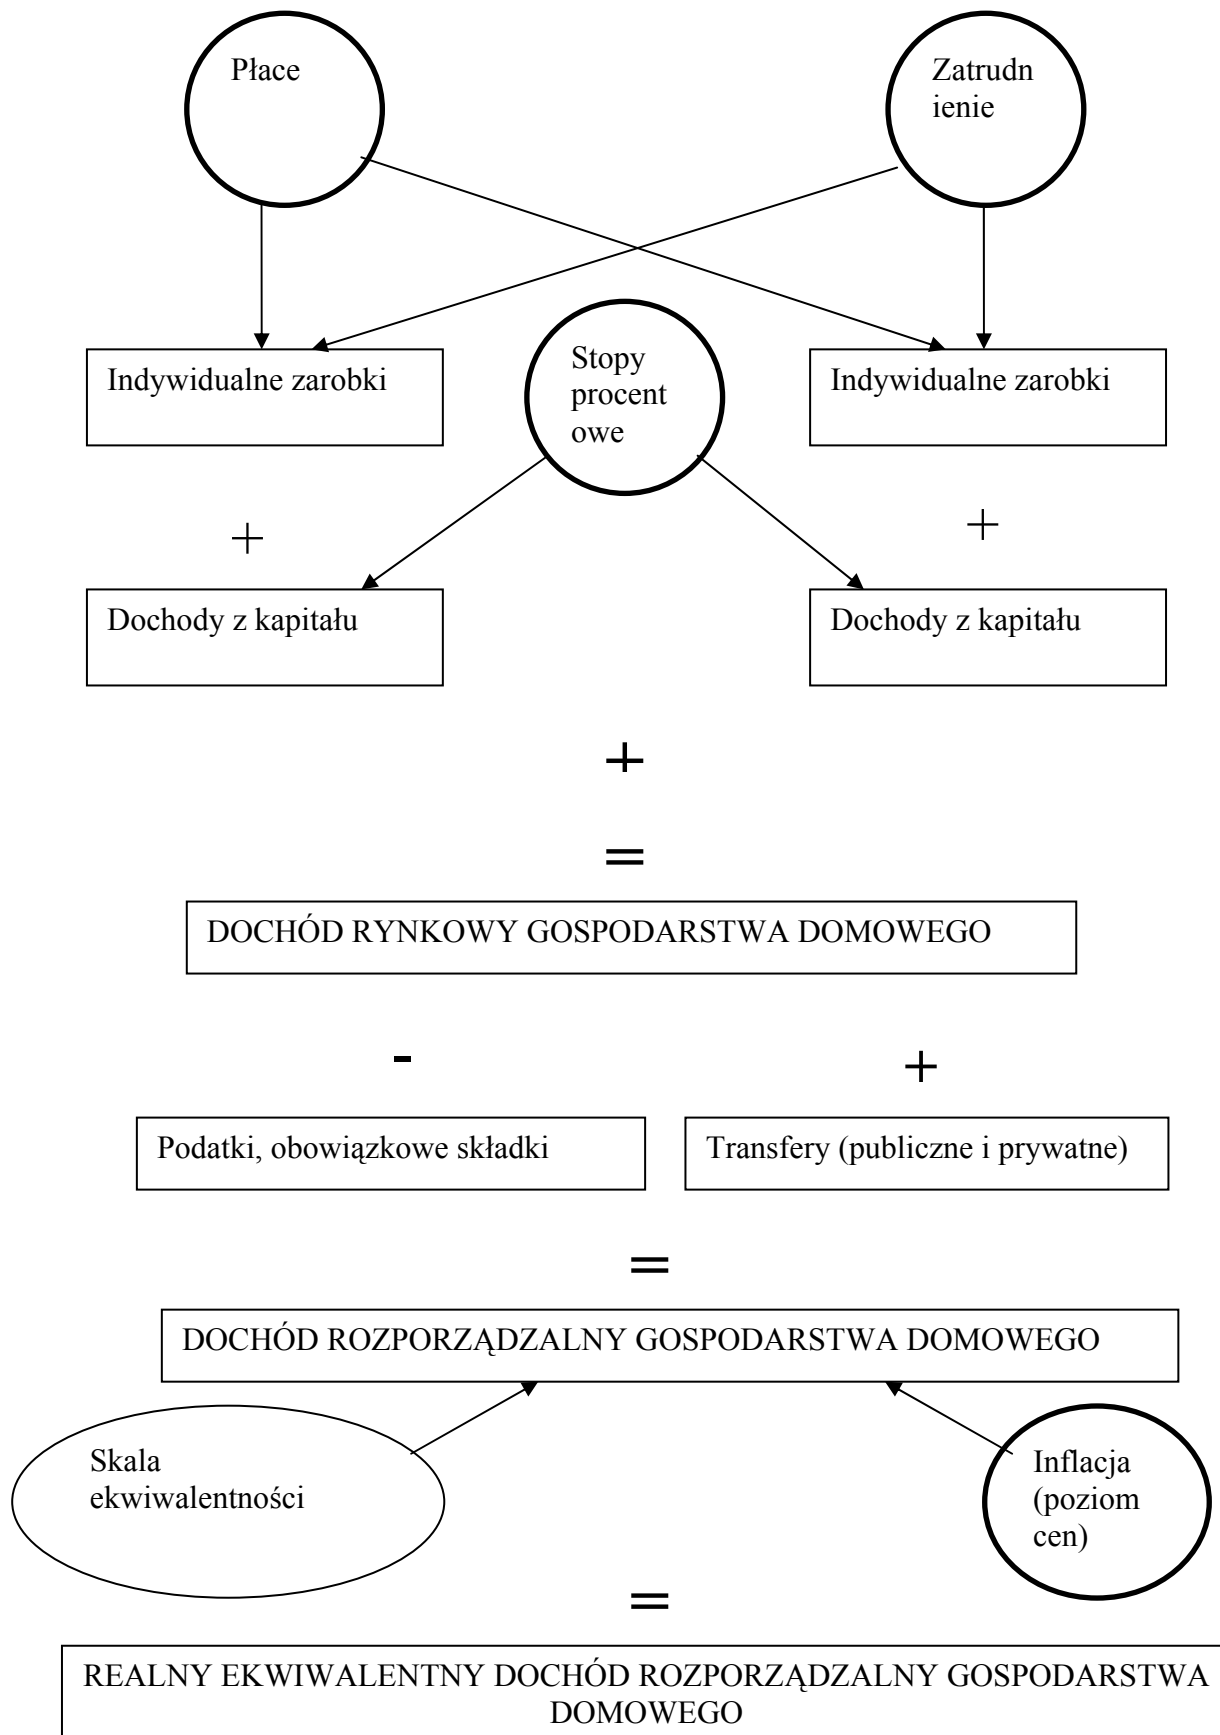 Płace
Zatrudn
ienie
Indywidualne zarobki
Stopy
procent
owe
Indywidualne zarobki
+
+
Dochody z kapitału
Dochody z kapitału
+
=
DOCHÓD RYNKOWY GOSPODARSTWA DOMOWEGO
-
+
Podatki, obowiązkowe składki
Transfery (publiczne i prywatne)
=
DOCHÓD ROZPORZĄDZALNY GOSPODARSTWA DOMOWEGO
Skala
ekwiwalentności
Inflacja
(poziom
cen)
=
REALNY EKWIWALENTNY DOCHÓD ROZPORZĄDZALNY GOSPODARSTWA
DOMOWEGO